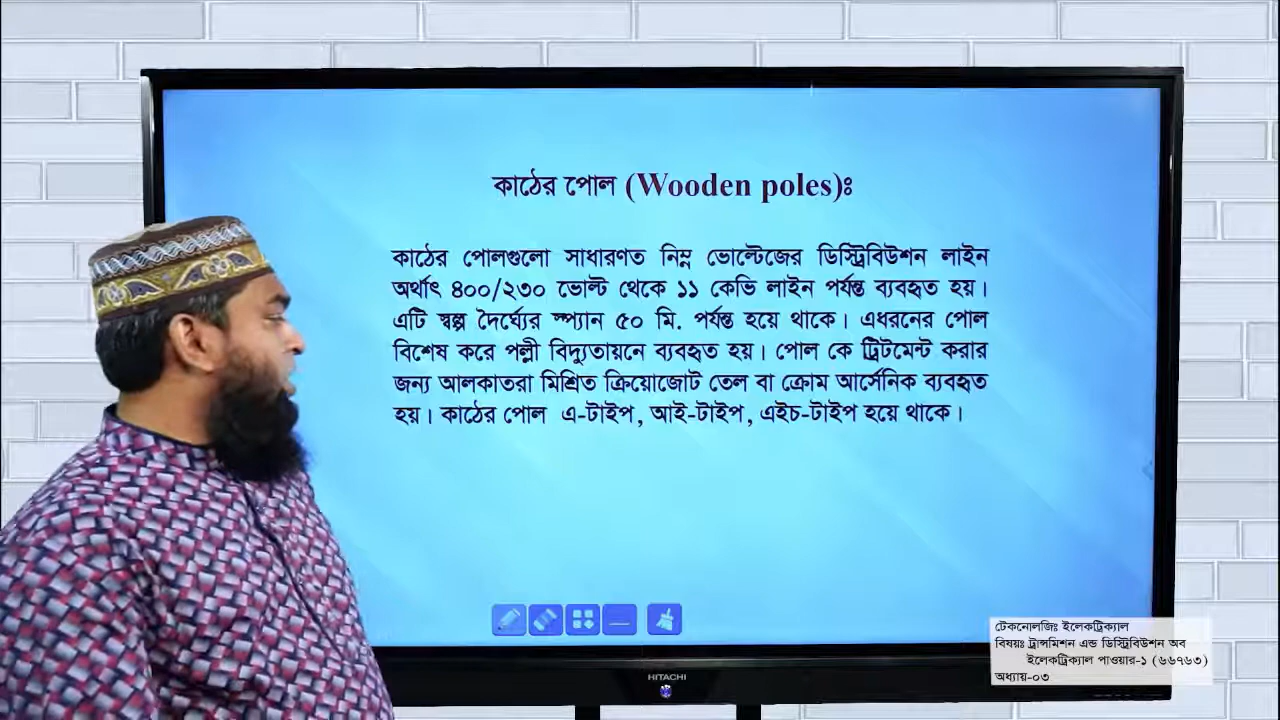 কাঠের পোল (Wooden poles)ঃ
কাঠের পোলগুলো সাধারণত নিম্ন ভোল্টেজের ডিস্ট্রিবিউশন লাইন
অর্থাৎ ৪০০/২৩০ ভোল্ট থেকে ১১ কেভি লাইন পর্যন্ত ব্যবহৃত হয়।
এটি স্বল্প দৈর্ঘ্যের স্প্যান ৫০ মি. পর্যন্ত হয়ে থাকে। এধরনের পোল
বিশেষ করে পল্লী বিদ্যুতায়নে ব্যবহৃত হয়। পোল কে ট্রিটমেন্ট করার
জন্য আলকাতরা মিশ্রিত ক্রিয়োজোট তেল বা ক্রোম আর্সেনিক ব্যবহৃত
হয়। কাঠের পোল এ-টাইপ, আই-টাইপ, এইচ-টাইপ হয়ে থাকে।
HITACHI
টেকনোলজিঃ ইলেকট্রিক্যাল
বিষয়ঃ ট্রান্সমিশন এন্ড ডিস্ট্রিবিউশন অব
ইলেকট্রিক্যাল পাওয়ার-১ (৬৬৭৬৩)
অধ্যায়-০৩